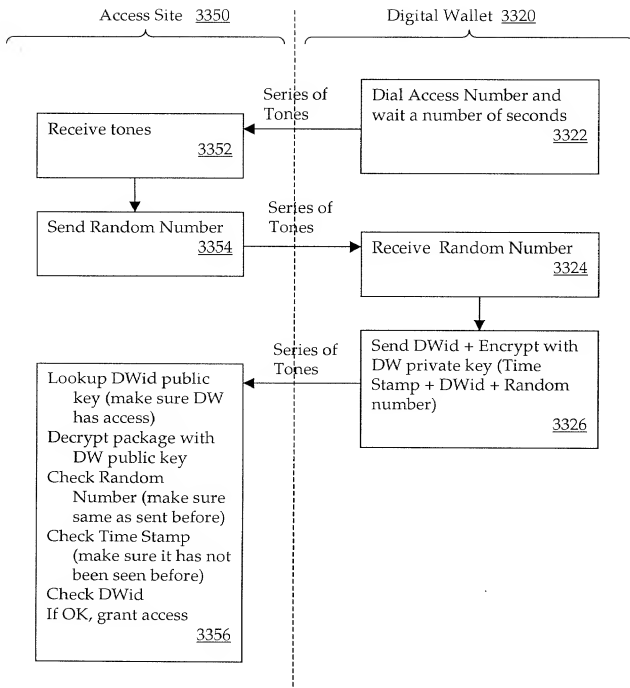 Access Site 3350
Digital Wallet 3320
Series of
Tones
Dial Access Number and
wait a number of seconds
3322
Receive tones
3352
Send Random Number
3354
Series of
Tones
Receive Random Number
3324
Series of
Tones
Send DWid + Encrypt with
DW private key (Time
Stamp + DWid + Random
number)
3326
Lookup DWid public
key (make sure DW
has access)
Decrypt package with
DW public key
Check Random
Number (make sure
same as sent before)
Check Time Stamp
(make sure it has not
been seen before)
Check DWid
If OK, grant access
3356